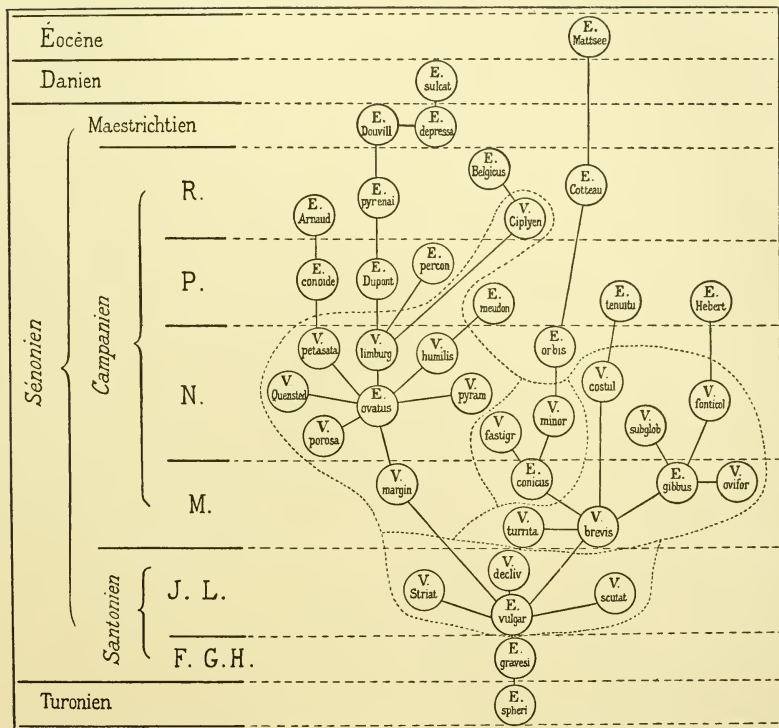 Éocène
E.
Mattsee
Danien
E.
sulcat
Sénonien
Maestrichtien
E.
Douvill
E.
depressa
Campanien
R.
E.
Belgicus
E.
Cotteau
E.
pyrenai
E.
Arnaud
V.
Ciplyen
P.
E.
percon
E.
conoide
E.
Dupont
E.
meudon
E.
tenuitu
E.
Hebert
N.
V.
petasata
V.
limburg
V.
humilis
E.
orbis
V.
costul
V
Quensted
E.
ovatus
V.
pyram
V.
minor
V.
fonticol
V.
porosa
V.
fastigr
V.
subglob
M.
V.
margin
E.
conicus
E.
gibbus
V.
ovifor
V.
turrita
V.
brevis
Santonien
J. L.
V.
Striat
V.
decliv
V.
scutat
E.
vulgar
F. G.H.
E.
gravesi
Turonien
E.
spheri